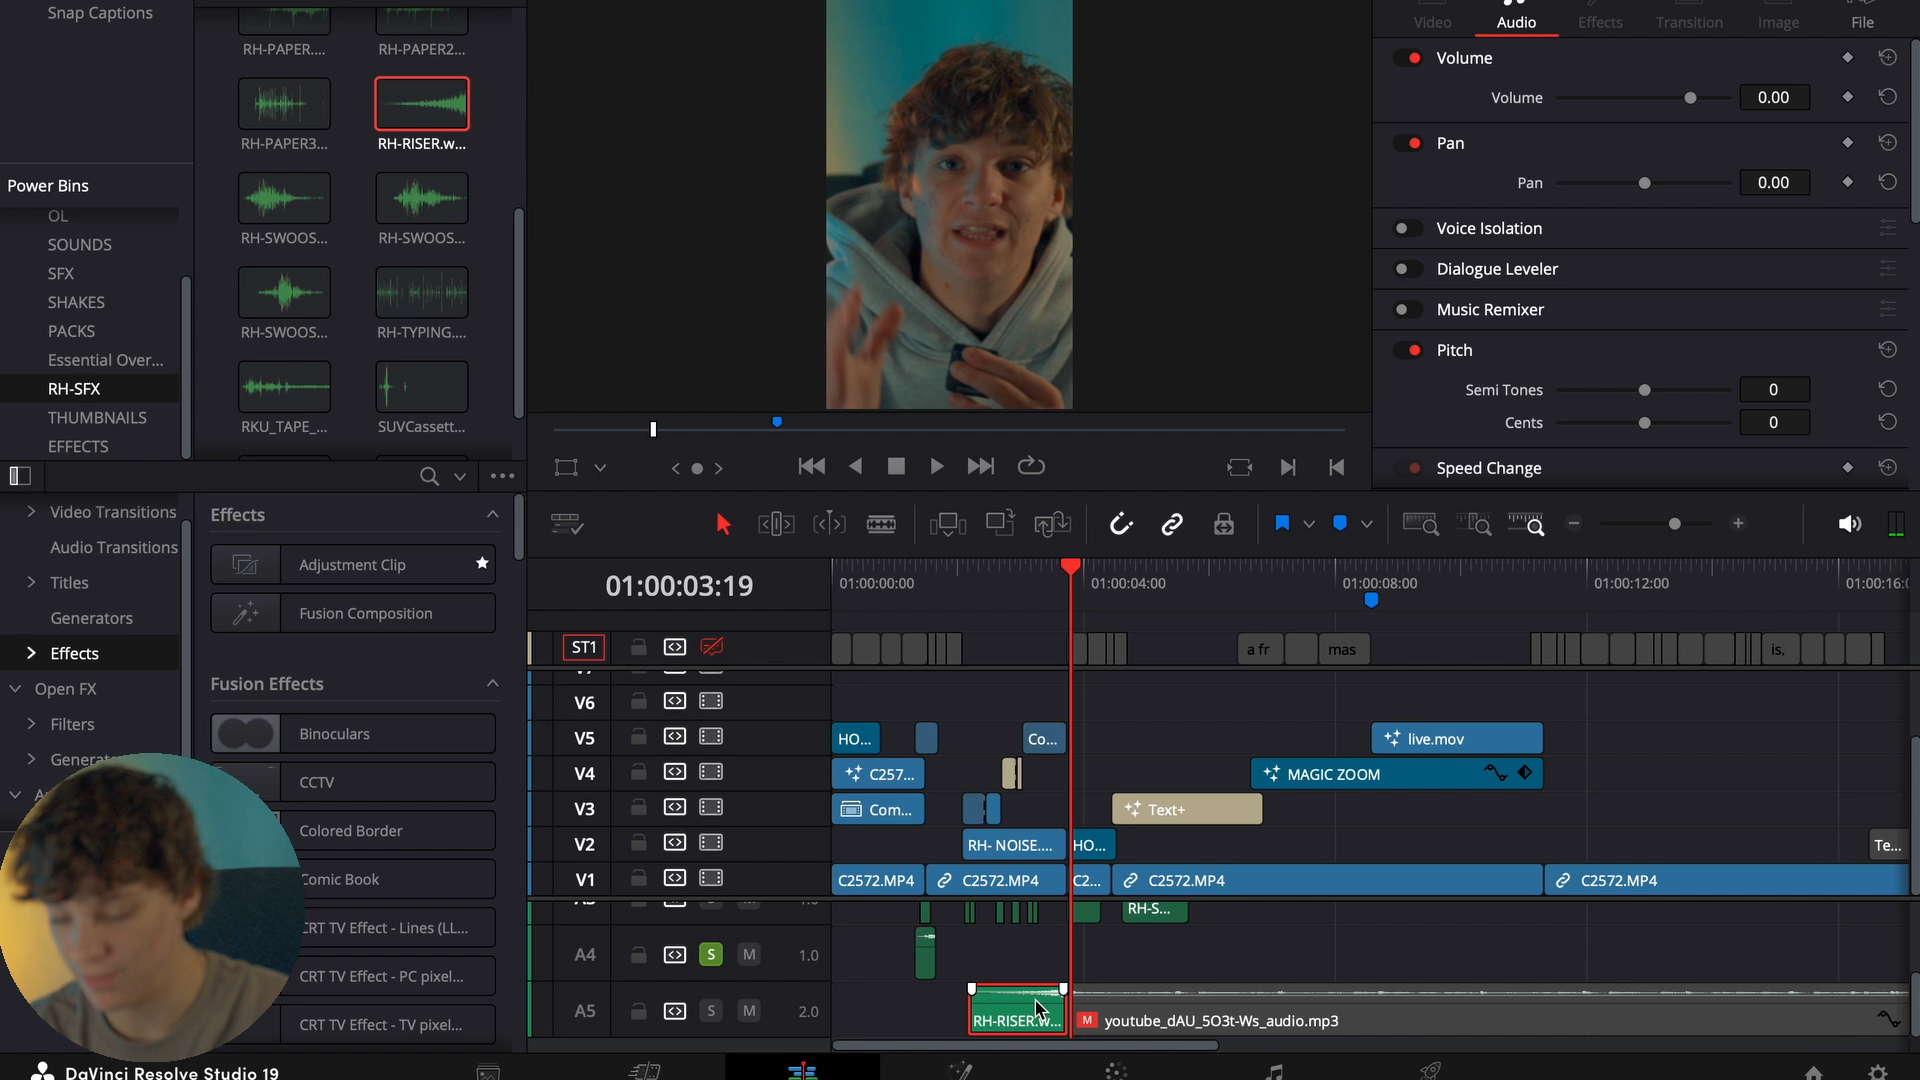 Snap Captions
RH-PAPER....
RH-PAPER2...
RH-PAPER3...
RH-RISER.w...
RH-SWOOS...
RH-SWOOS...
RH-SWOOS...
RH-TYPING....
RKU_TAPE_...
SUVCassett...
Power Bins
OL
SOUNDS
SFX
SHAKES
PACKS
Essential Over...
RH-SFX
THUMBNAILS
EFFECTS
Video
Audio
Effects
Transition
Image
File
Volume
Volume
0.00
Pan
Pan
0.00
Voice Isolation
Dialogue Leveler
Music Remixer
Pitch
Semi Tones
0
Cents
0
Speed Change
Video Transitions
Audio Transitions
Titles
Generators
Effects
Open FX
Filters
Effects
Adjustment Clip
Fusion Composition
Fusion Effects
Binoculars
CCTV
Colored Border
Comic Book
CRT TV Effect - Lines (LL...
CRT TV Effect - PC pixel...
CRT TV Effect - TV pixel...
01:00:03:19
01:00:00:00
01:00:04:00
01:00:08:00
01:00:12:00
ST1
a fr
mas
is,
V6
V5
HO...
Co...
live.mov
V4
C257...
MAGIC ZOOM
V3
Com...
Text+
V2
RH- NOISE....
HO...
Te...
V1
C2572.MP4
C2572.MP4
C2...
C2572.MP4
C2572.MP4
RH-S...
A4
S
M
1.0
A5
S
M
2.0
RH-RISER.w...
M
youtube_dAU_5O3t-Ws_audio.mp3
DaVinci Resolve Studio 19